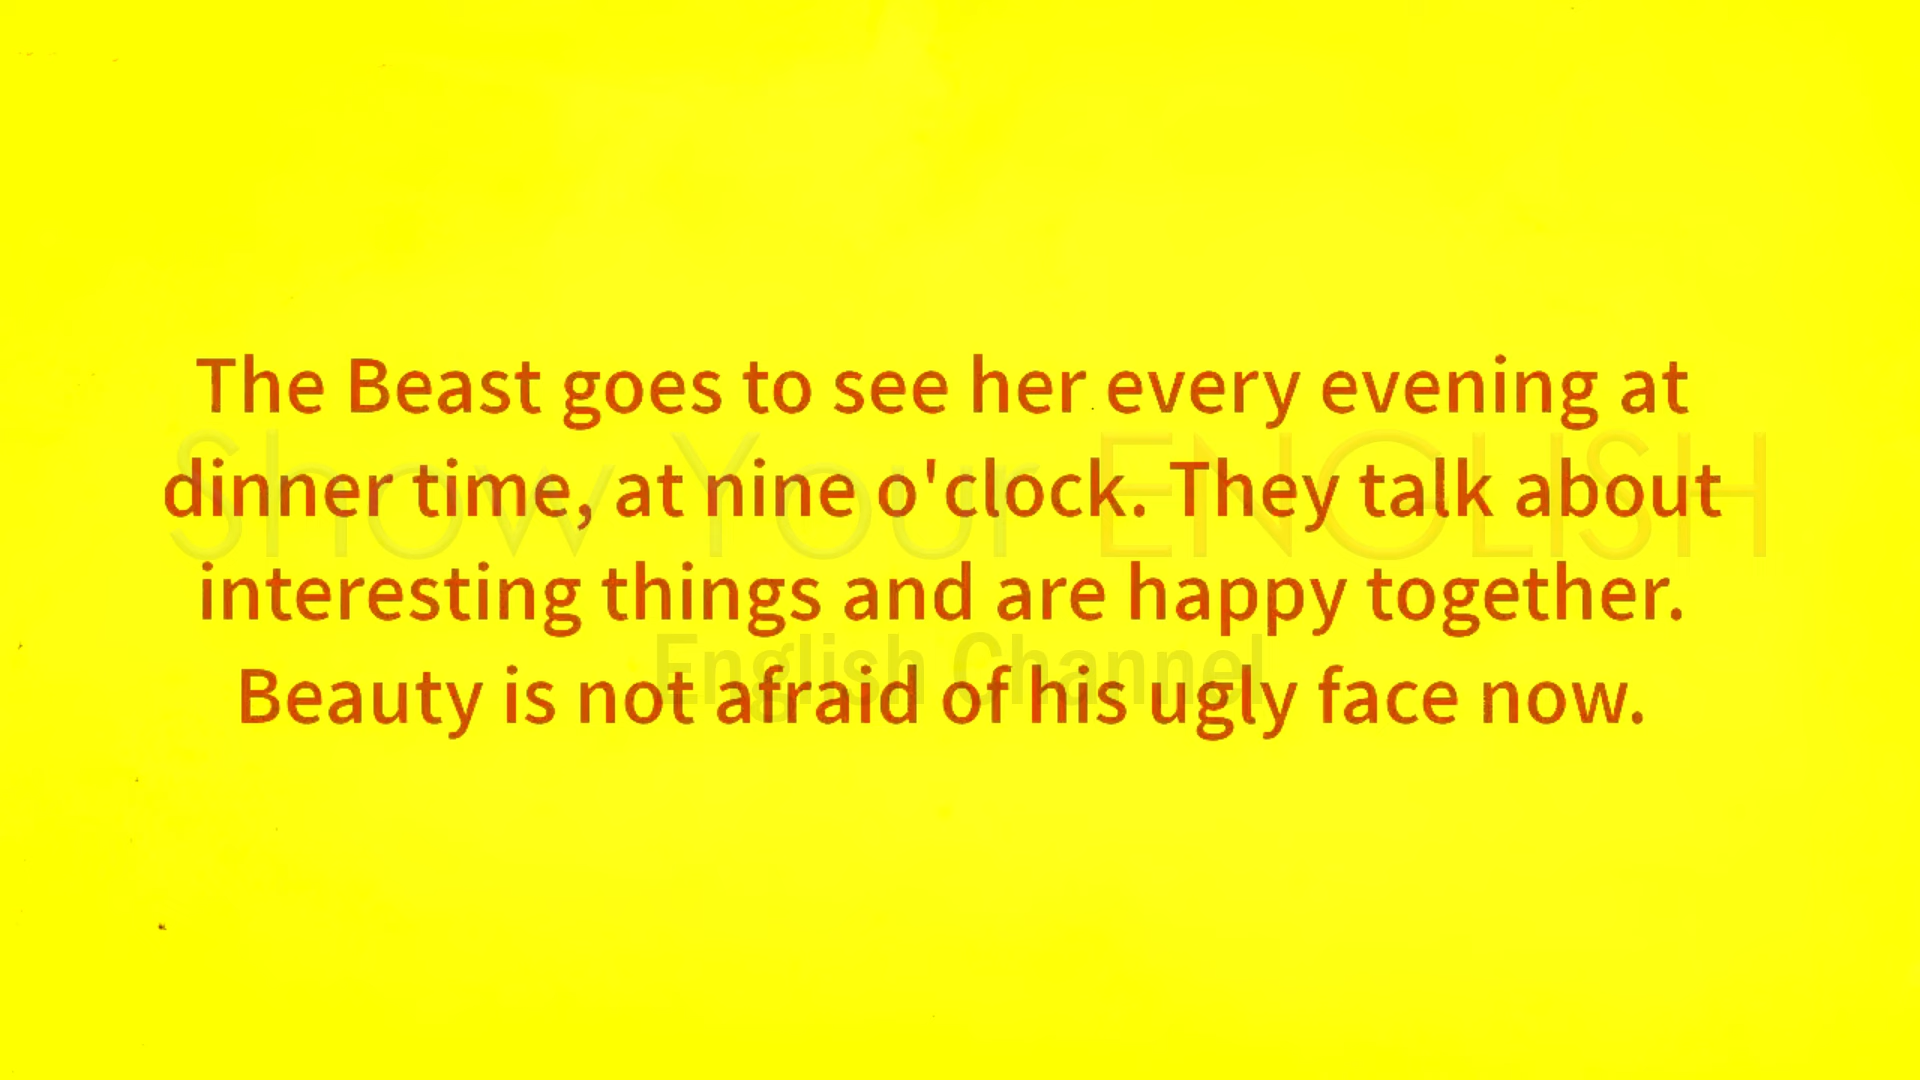 The Beast goes to see her every evening at
Show Your ENGLISH
dinner time, at nine o'clock. They talk about
interesting things and are happy together.
English Channel
Beauty is not afraid of his ugly face now.